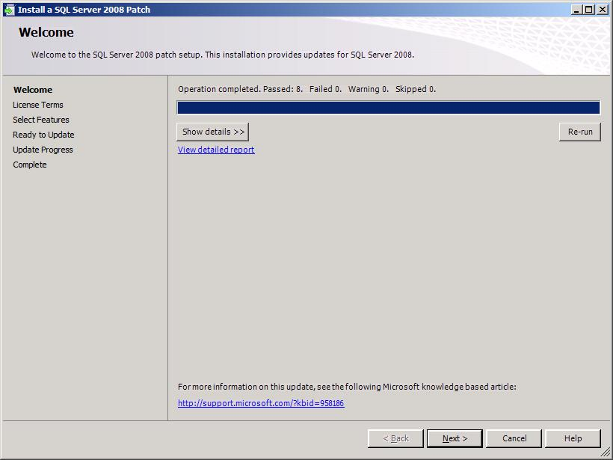 Install a SQL Server 2008 Patch
Welcome
Welcome to the SQL Server 2008 patch setup. This installation provides updates for SQL Server 2008.
Welcome
License Terms
Select Features
Ready to Update
Update Progress
Complete
Operation completed. Passed: 8.   Failed 0.   Warning 0.   Skipped 0.
Show details >>
Re-run
View detailed report
For more information on this update, see the following Microsoft knowledge based article:
http://support.microsoft.com/?kbid=958186
< Back
Next >
Cancel
Help